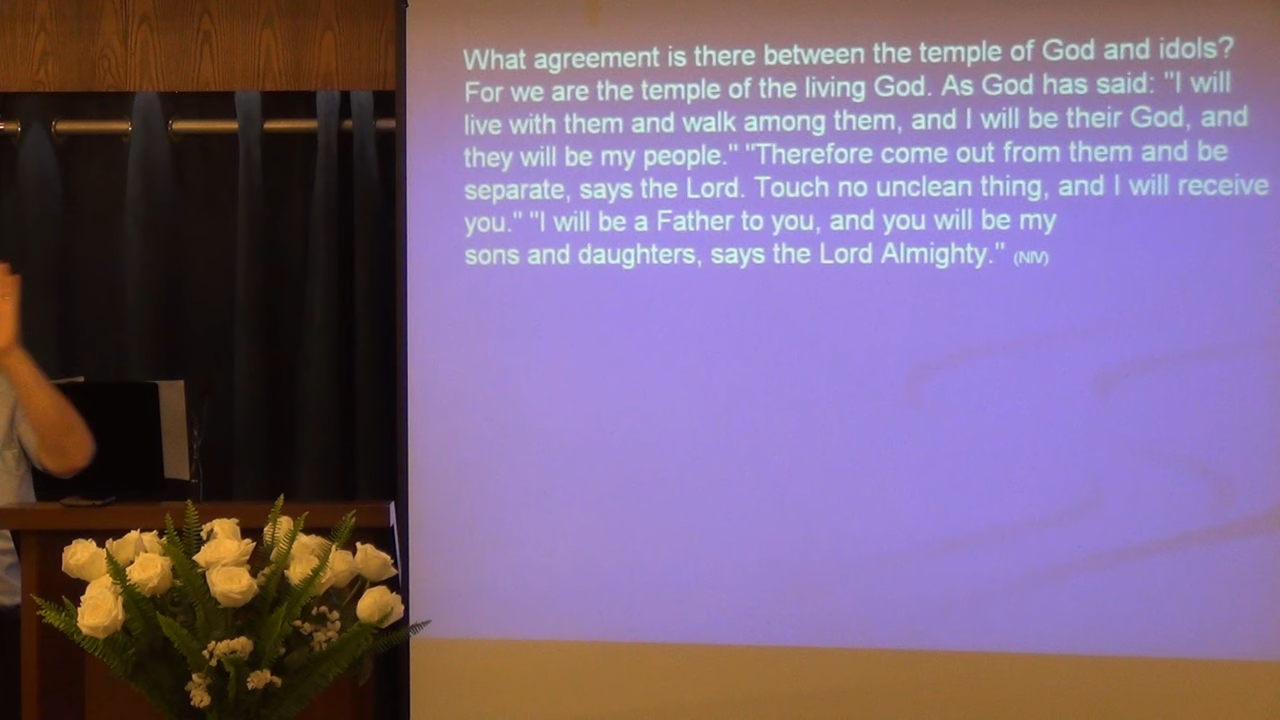 What agreement is there between the temple of God and idols?
For we are the temple of the living God. As God has said: "I will
live with them and walk among them, and I will be their God, and
they will be my people." "Therefore come out from them and be
separate, says the Lord. Touch no unclean thing, and I will receive
you." "I will be a Father to you, and you will be my
sons and daughters, says the Lord Almighty." (NIV)